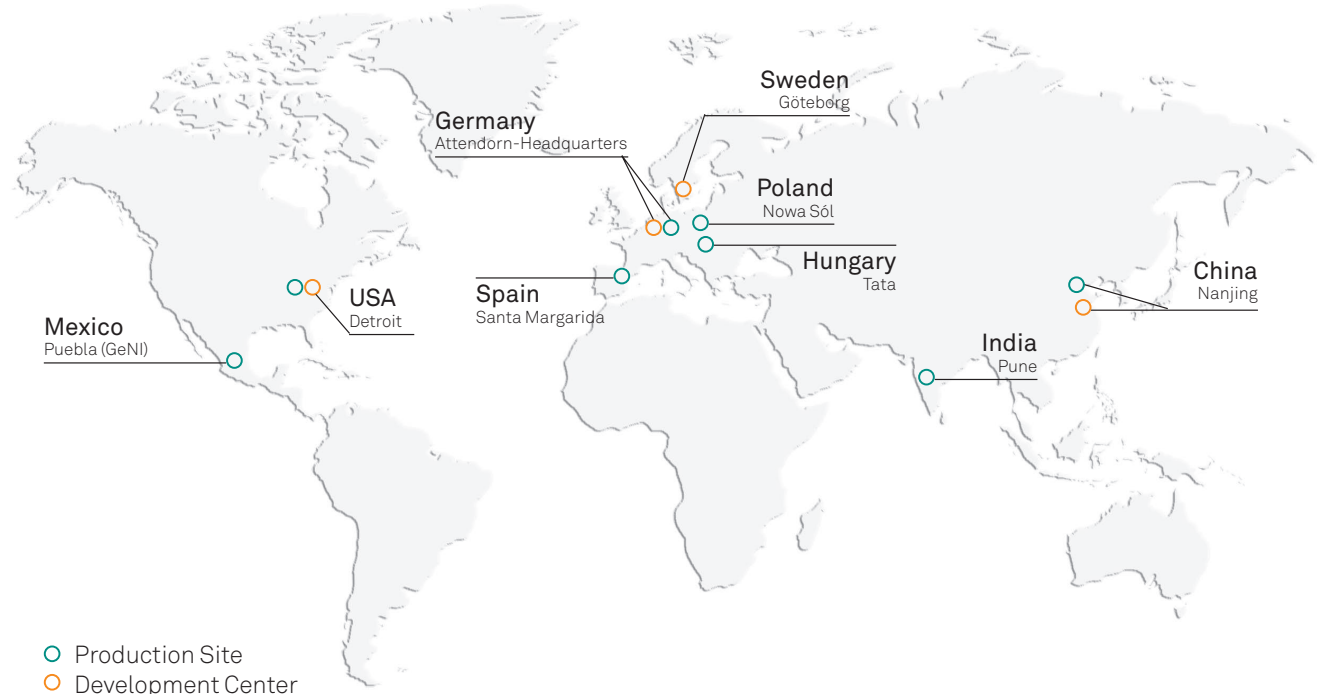 Sweden
Göteborg
Germany
Attendorn-Headquarters
Poland
Nowa Sól
Hungary
Tata
China
Nanjing
Spain
Santa Margarida
USA
Detroit
Mexico
Puebla (GeNI)
India
Pune
Production Site
Development Center